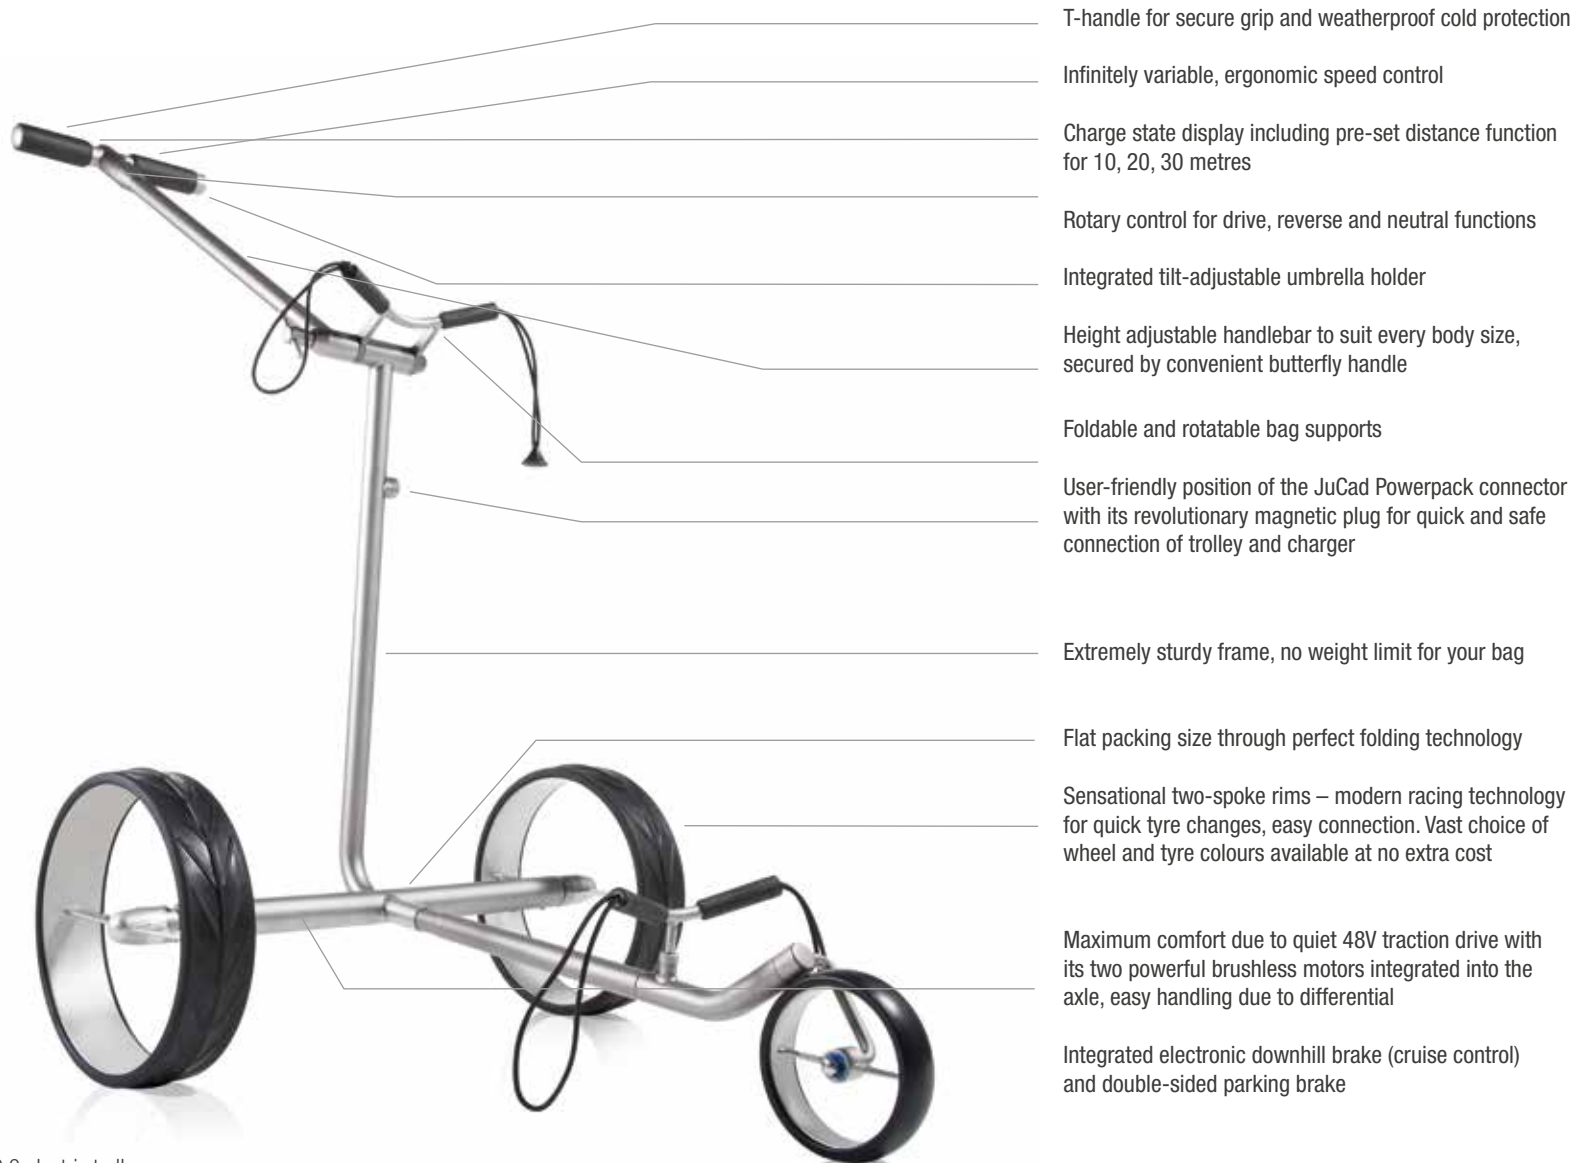 T-handle for secure grip and weatherproof cold protection
Infinitely variable, ergonomic speed control
Charge state display including pre-set distance function
for 10, 20, 30 metres
Rotary control for drive, reverse and neutral functions
Integrated tilt-adjustable umbrella holder
Height adjustable handlebar to suit every body size,
secured by convenient butterfly handle
Foldable and rotatable bag supports
User-friendly position of the JuCad Powerpack connector
with its revolutionary magnetic plug for quick and safe
connection of trolley and charger
Extremely sturdy frame, no weight limit for your bag
Flat packing size through perfect folding technology
Sensational two-spoke rims – modern racing technology
for quick tyre changes, easy connection. Vast choice of
wheel and tyre colours available at no extra cost
Maximum comfort due to quiet 48V traction drive with
its two powerful brushless motors integrated into the
axle, easy handling due to differential
Integrated electronic downhill brake (cruise control)
and double-sided parking brake